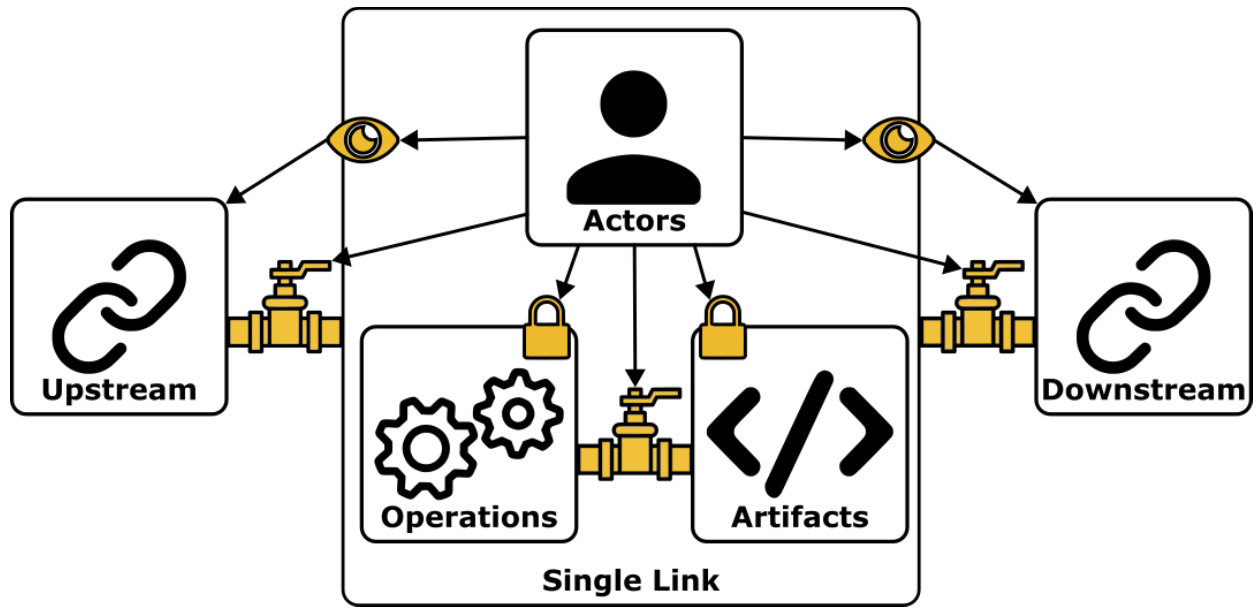 Actors
Upstream
Downstream
Operations
Artifacts
Single Link